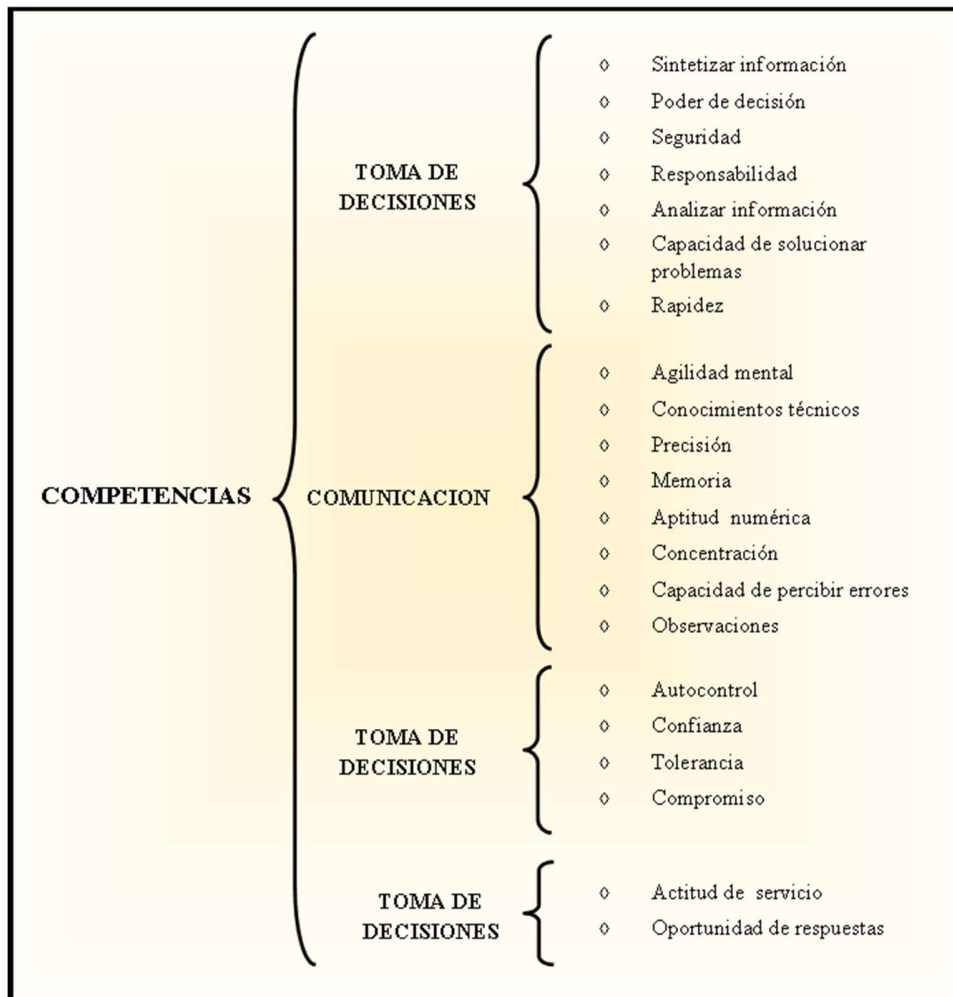 COMPETENCIAS
TOMA DE
DECISIONES
◊ Sintetizar información
◊ Poder de decisión
◊ Seguridad
◊ Responsabilidad
◊ Analizar información
◊ Capacidad de solucionar
problemas
◊ Rapidez
COMUNICACION
◊ Agilidad mental
◊ Conocimientos técnicos
◊ Precisión
◊ Memoria
◊ Aptitud numérica
◊ Concentración
◊ Capacidad de percibir errores
◊ Observaciones
TOMA DE
DECISIONES
◊ Autocontrol
◊ Confianza
◊ Tolerancia
◊ Compromiso
TOMA DE
DECISIONES
◊ Actitud de servicio
◊ Oportunidad de respuestas